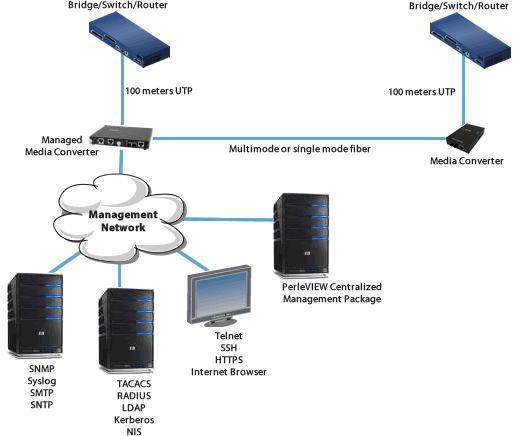 Bridge/Switch/Router
Bridge/Switch/Router
100 meters UTP
100 meters UTP
Managed
Media Converter
Multimode or single mode fiber
Media Converter
Management
Network
PerleVIEW Centralized
Management Package
SNMP
Syslog
SMTP
SNTP
TACACS
RADIUS
LDAP
Kerberos
NIS
Telnet
SSH
HTTPS
Internet Browser